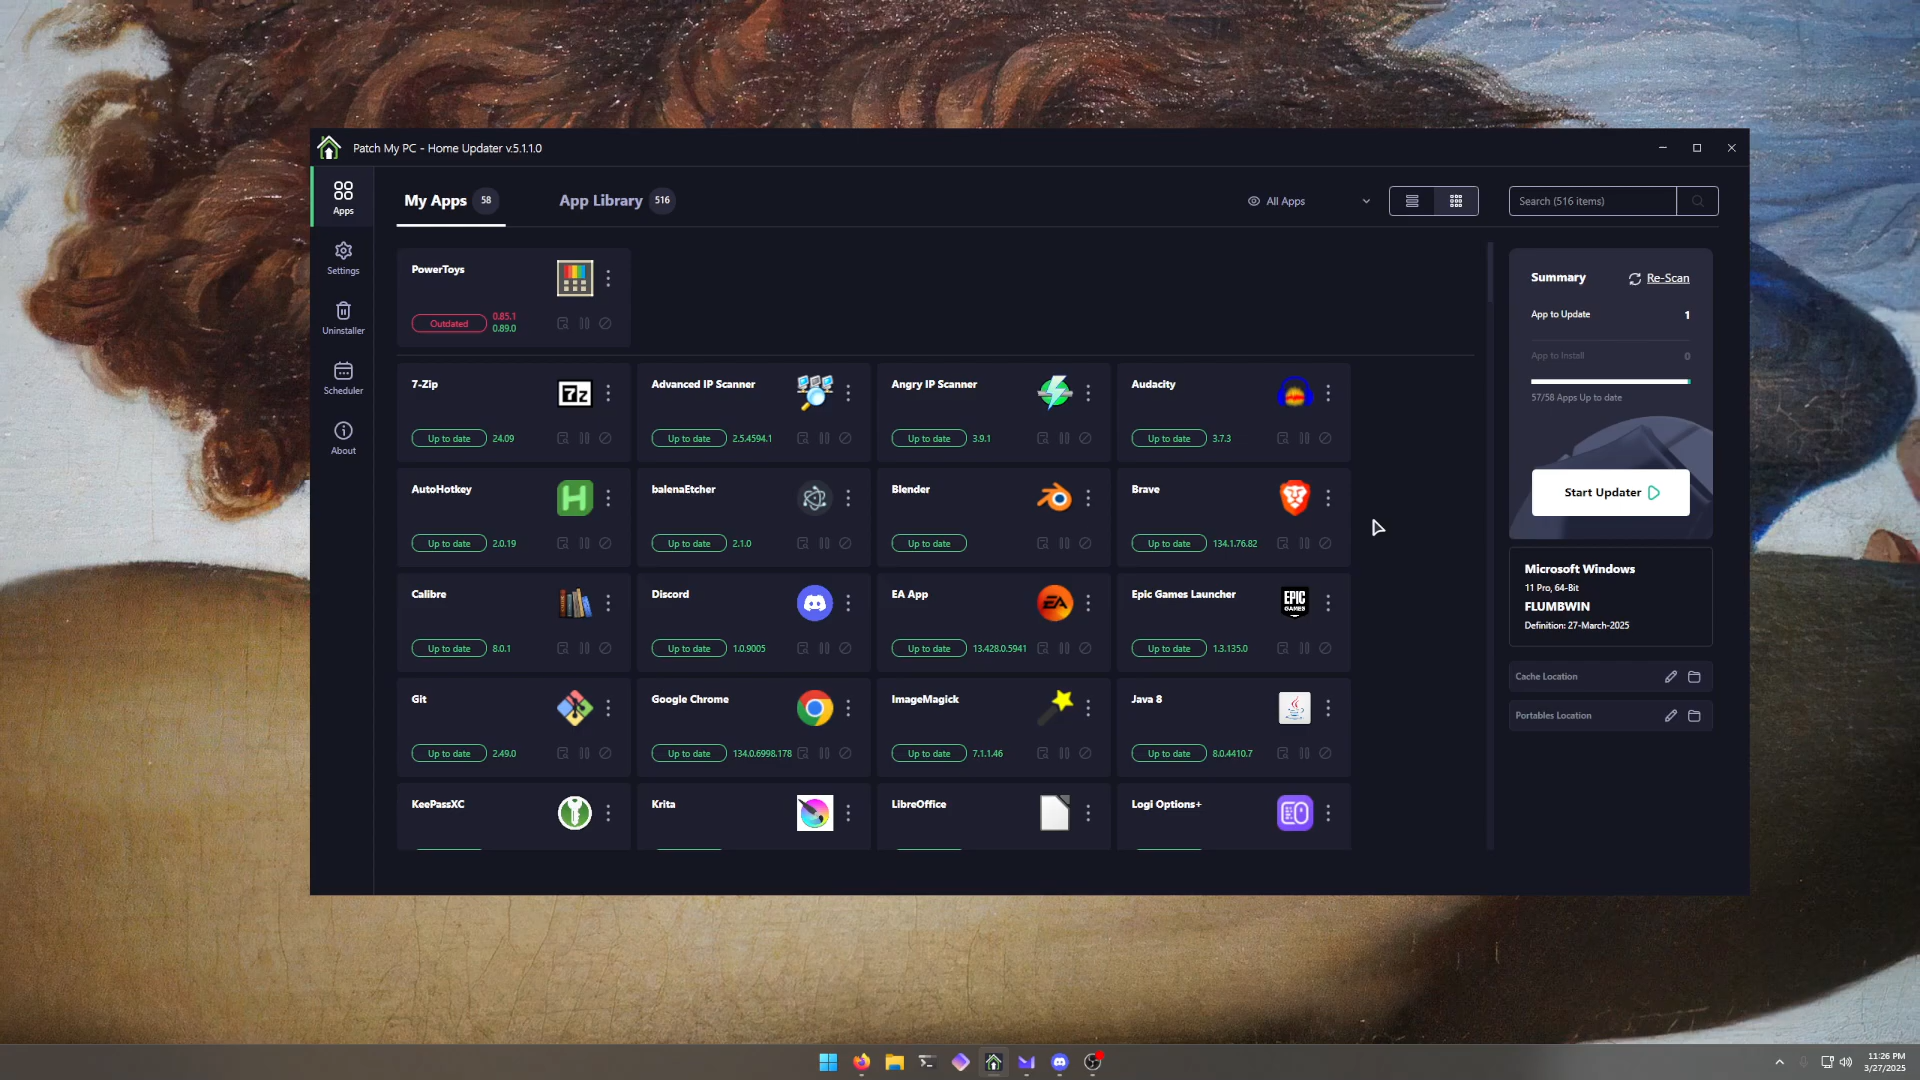 Patch My PC - Home Updater v.5.1.1.0
Apps
Settings
Uninstaller
Scheduler
About
My Apps 58
App Library 516
All Apps
Search (516 items)
PowerToys
Outdated 0.85.1
0.89.0
7-Zip
Up to date 24.09
Advanced IP Scanner
Up to date 2.5.4594.1
Angry IP Scanner
Up to date 3.9.1
Audacity
Up to date 3.7.3
AutoHotkey
Up to date 2.0.19
balenaEtcher
Up to date 2.1.0
Blender
Up to date
Brave
Up to date 134.1.76.82
Calibre
Up to date 8.0.1
Discord
Up to date 1.0.9005
EA App
Up to date 13.428.0.5941
Epic Games Launcher
EPIC
GAMES
Up to date 1.3.135.0
Git
Up to date 2.49.0
Google Chrome
Up to date 134.0.6998.178
ImageMagick
Up to date 7.1.1.46
Java 8
Up to date 8.0.4410.7
KeePassXC
Krita
LibreOffice
Logi Options+
Summary
Re-Scan
App to Update 1
App to Install 0
57/58 Apps Up to date
Start Updater
Microsoft Windows
11 Pro, 64-Bit
FLUMBWIN
Definition: 27-March-2025
Cache Location
Portables Location
11:26 PM
3/27/2025